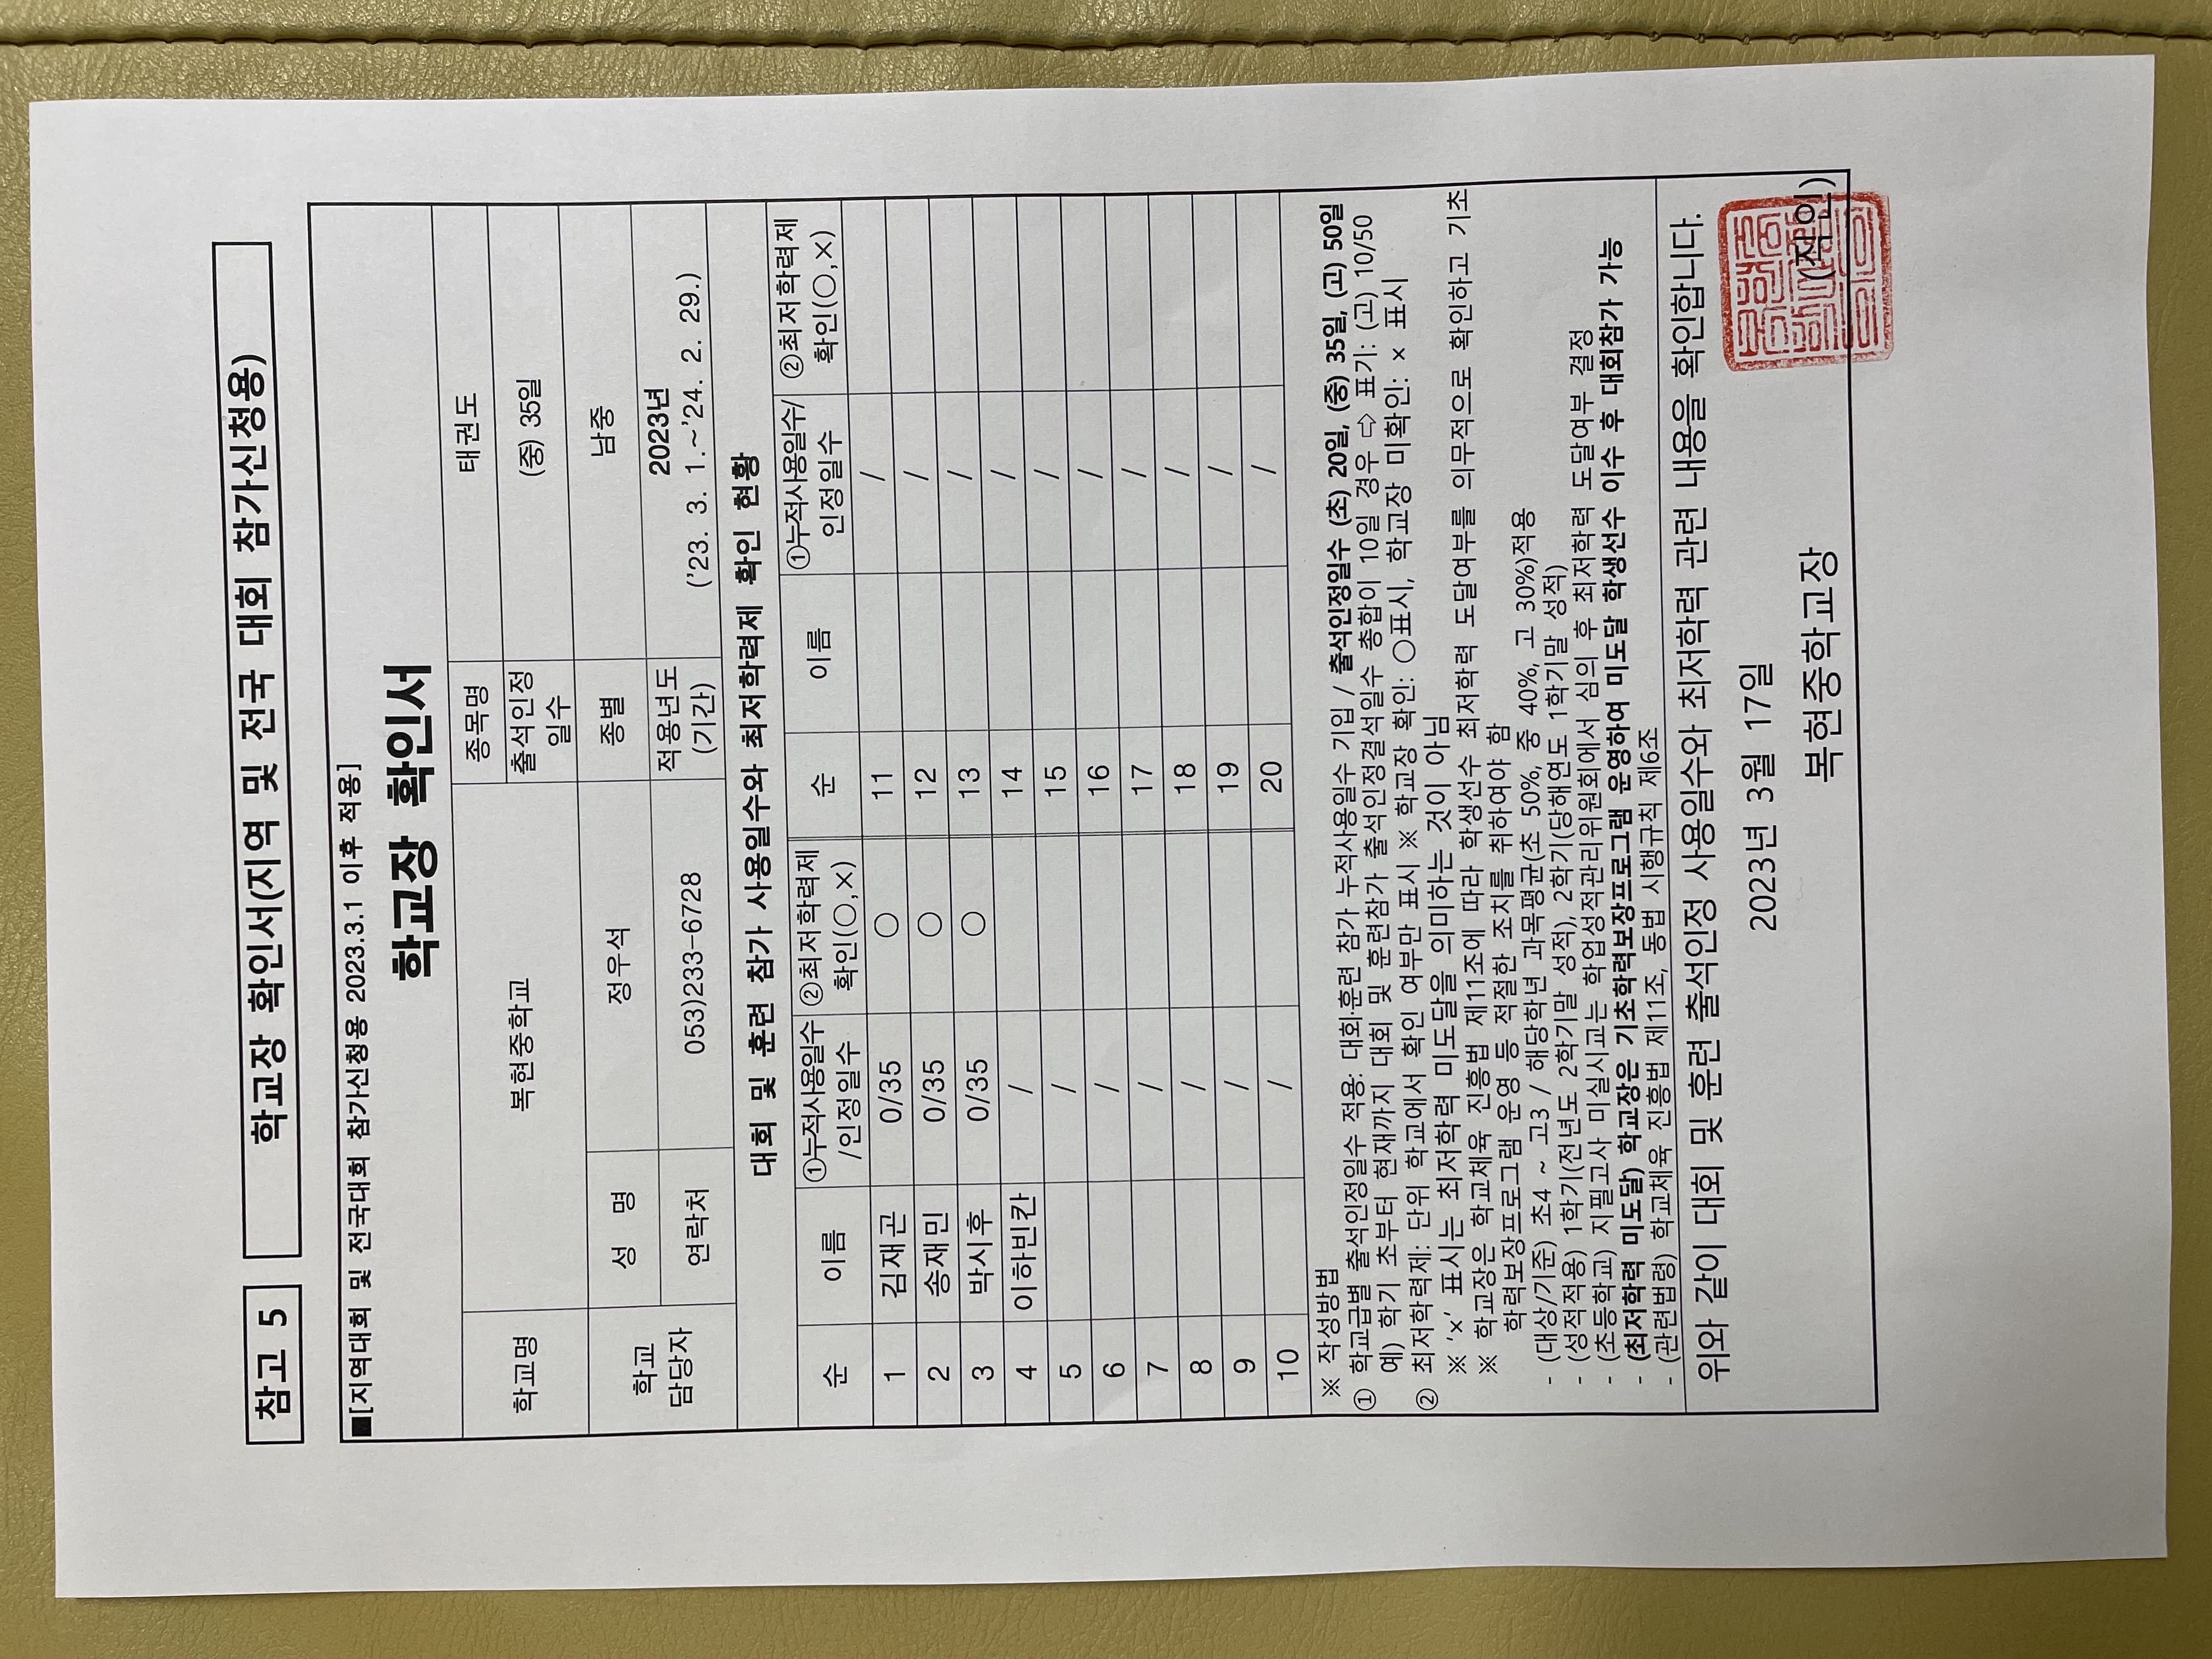 참고 5
학교장 확인서(지역 및 전국 대회 참가신청용)
■[지역대회 및 전국대회 참가신청용 2023.3.1 이후 적용]
학교장 확인서
학교명 복현중학교 종목명 태권도
출석인정 일수 (중) 35일
학교 담당자 성 명 정우석 종별 남중
연락처 053)233-6728 적용년도 (기간) 2023년 ('23. 3. 1.~'24. 2. 29.)
대회 및 훈련 참가 사용일수와 최저학력제 확인 현황
순 이름 ①누적사용일수 /인정일수 ②최저학력제 확인(○,×) 순 이름 ①누적사용일수/ 인정일수 ②최저학력제 확인(○,×)
1 김재곤 0/35 ○ 11 /
2 송재민 0/35 ○ 12 /
3 박시후 0/35 ○ 13 /
4 이하빈칸 / 14 /
5 / 15 /
6 / 16 /
7 / 17 /
8 / 18 /
9 / 19 /
10 / 20 /
※ 작성방법
① 학교급별 출석인정일수 적용: 대회·훈련 참가 누적사용일수 기입 / 출석인정일수 (초) 20일, (중) 35일, (고) 50일
예) 학기 초부터 현재까지 대회 및 훈련참가 출석인정결석일수 총합이 10일 경우 ⇨ 표기: (고) 10/50
② 최저학력제: 단위 학교에서 확인 여부만 표시 ※ 학교장 확인: ○표시, 학교장 미확인: × 표시
※ '×' 표시는 최저학력 미도달을 의미하는 것이 아님
※ 학교장은 학교체육 진흥법 제11조에 따라 학생선수 최저학력 도달여부를 의무적으로 확인하고 기초
학력보장프로그램 운영 등 적절한 조치를 취하여야 함
- (대상/기준) 초4 ~ 고3 / 해당학년 과목평균(초 50%, 중 40%, 고 30%)적용
- (성적적용) 1학기(전년도 2학기말 성적), 2학기(당해연도 1학기말 성적)
- (초등학교) 지필고사 미실시교는 학업성적관리위원회에서 심의 후 최저학력 도달여부 결정
- (최저학력 미도달) 학교장은 기초학력보장프로그램 운영하여 미도달 학생선수 이수 후 대회참가 가능
- (관련법령) 학교체육 진흥법 제11조, 동법 시행규칙 제6조
위와 같이 대회 및 훈련 출석인정 사용일수와 최저학력 관련 내용을 확인합니다.
2023년 3월 17일
복현중학교장 (직인)